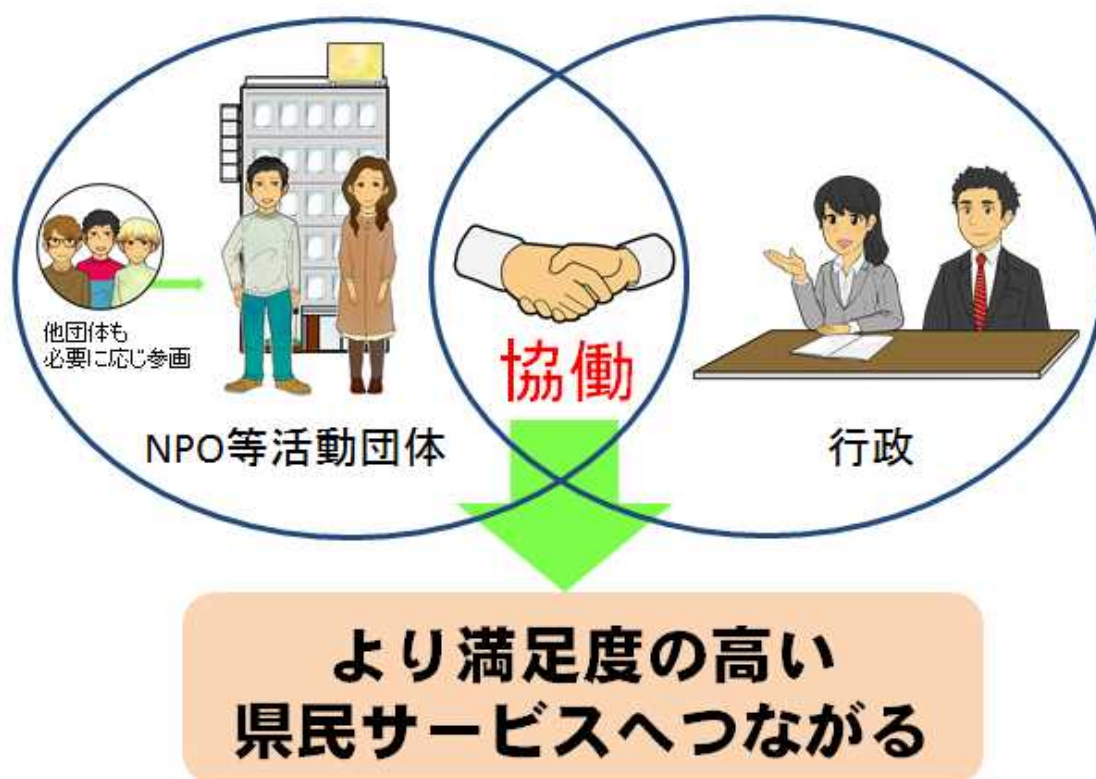 他団体も
必要に応じ参画
協働
NPO等活動団体
行政
より満足度の高い
県民サービスへつながる